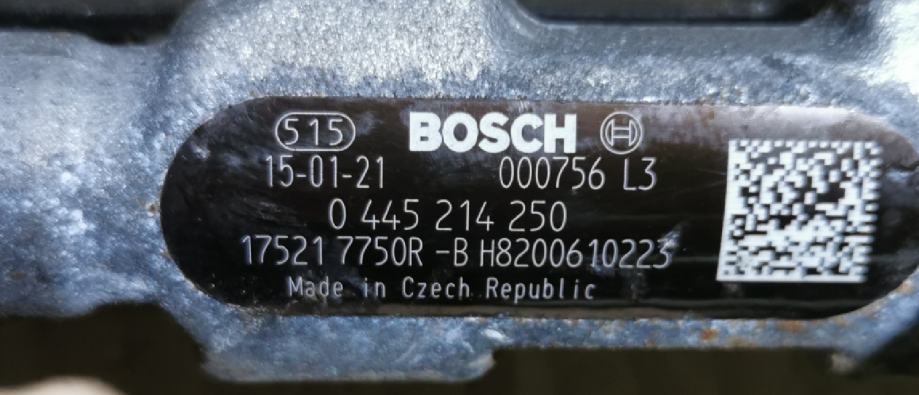 515 BOSCH
15-01-21 000756 L3
0 445 214 250
17521 7750R -B H8200610223
Made in Czech Republic